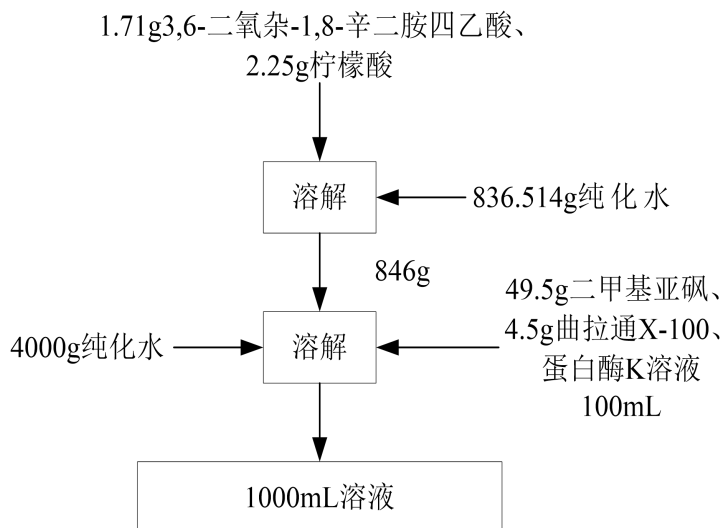 1.71g3,6-二氧杂-1,8-辛二胺四乙酸、
2.25g柠檬酸
溶解
836.514g纯化水
846g
49.5g二甲基亚砜、
4.5g曲拉通X-100、
蛋白酶K溶液
100mL
4000g纯化水
溶解
1000mL溶液